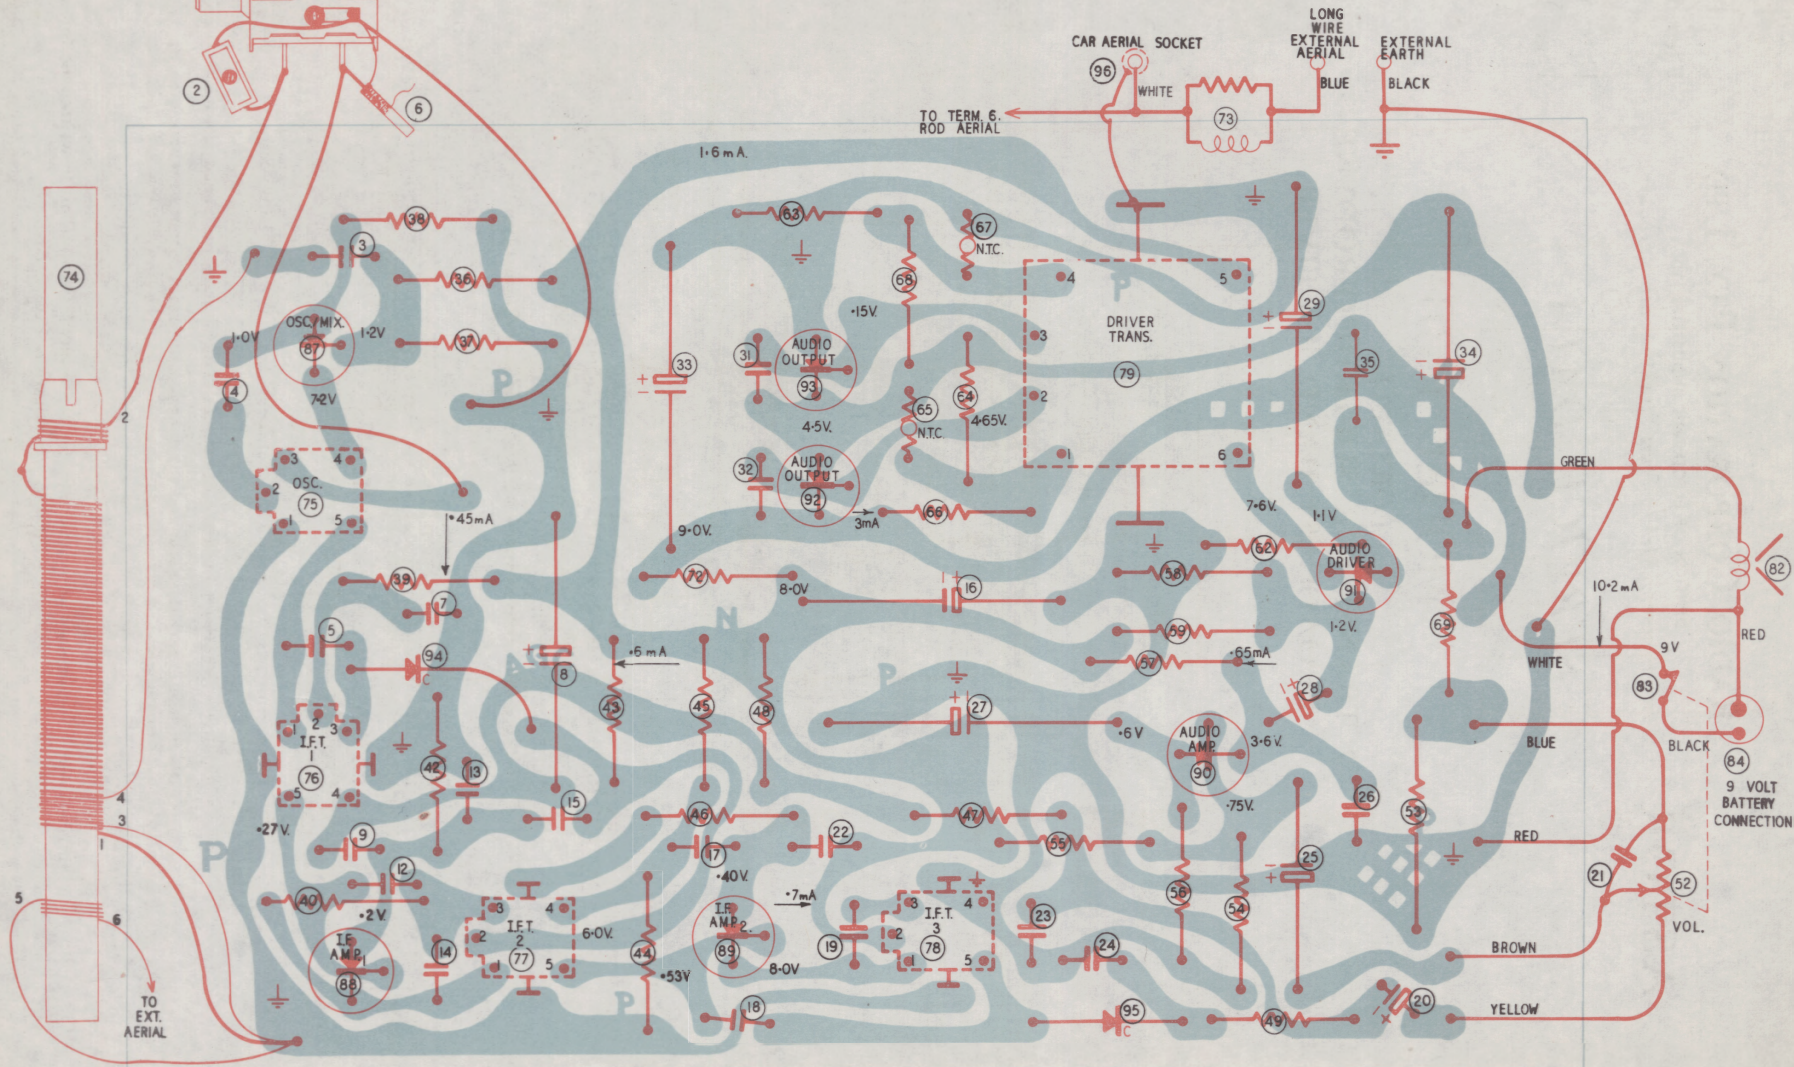 LONG
WIRE
EXTERNAL
AERIAL
EXTERNAL
EARTH
CAR AERIAL SOCKET
96
WHITE
BLUE
BLACK
TO TERM. 6.
ROD AERIAL
73
2
6
1·6 mA.
38
63
67
N.T.C.
3
74
36
68
4
5
P
29
·15V.
OSC./MIX.
87
1·0V
1·2V
37
DRIVER
TRANS.
79
3
35
34
31
AUDIO
OUTPUT
93
33
+
-
4
7·2V
P
65
N.T.C.
64
4·65V.
2
2
4·5V.
32
AUDIO
OUTPUT
92
1
6
GREEN
3
4
OSC.
2
75
1
5
·45mA
9·0V.
3mA
66
7·6V.
1·1V
62
AUDIO
DRIVER
91
1·2V.
82
39
7
72
8·0V
16
58
10·2mA
N
5
59
69
RED
94
C
A
8
·6 mA
43
45
48
P
57
·65mA
28
WHITE
9V
83
2
1
3
I.F.T.
1
76
5
4
27
·6V
AUDIO
AMP.
90
3·6V.
BLUE
BLACK
84
9 VOLT
BATTERY
CONNECTION
42
13
15
46
47
·75V.
26
53
4
3
1
·27V.
P
9
17
22
55
RED
12
·40V.
25
21
52
VOL.
5
6
40
·2V.
3
4
I.F.T.
2
2
77
1
5
6·0V.
56
54
·7mA
I.F.
AMP 2.
89
8·0V
19
3
4
I.F.T.
2
3
78
1
5
23
24
BROWN
I.F.
AMP 1
88
14
44
·53V
TO
EXT.
AERIAL
P
18
95
C
49
20
YELLOW